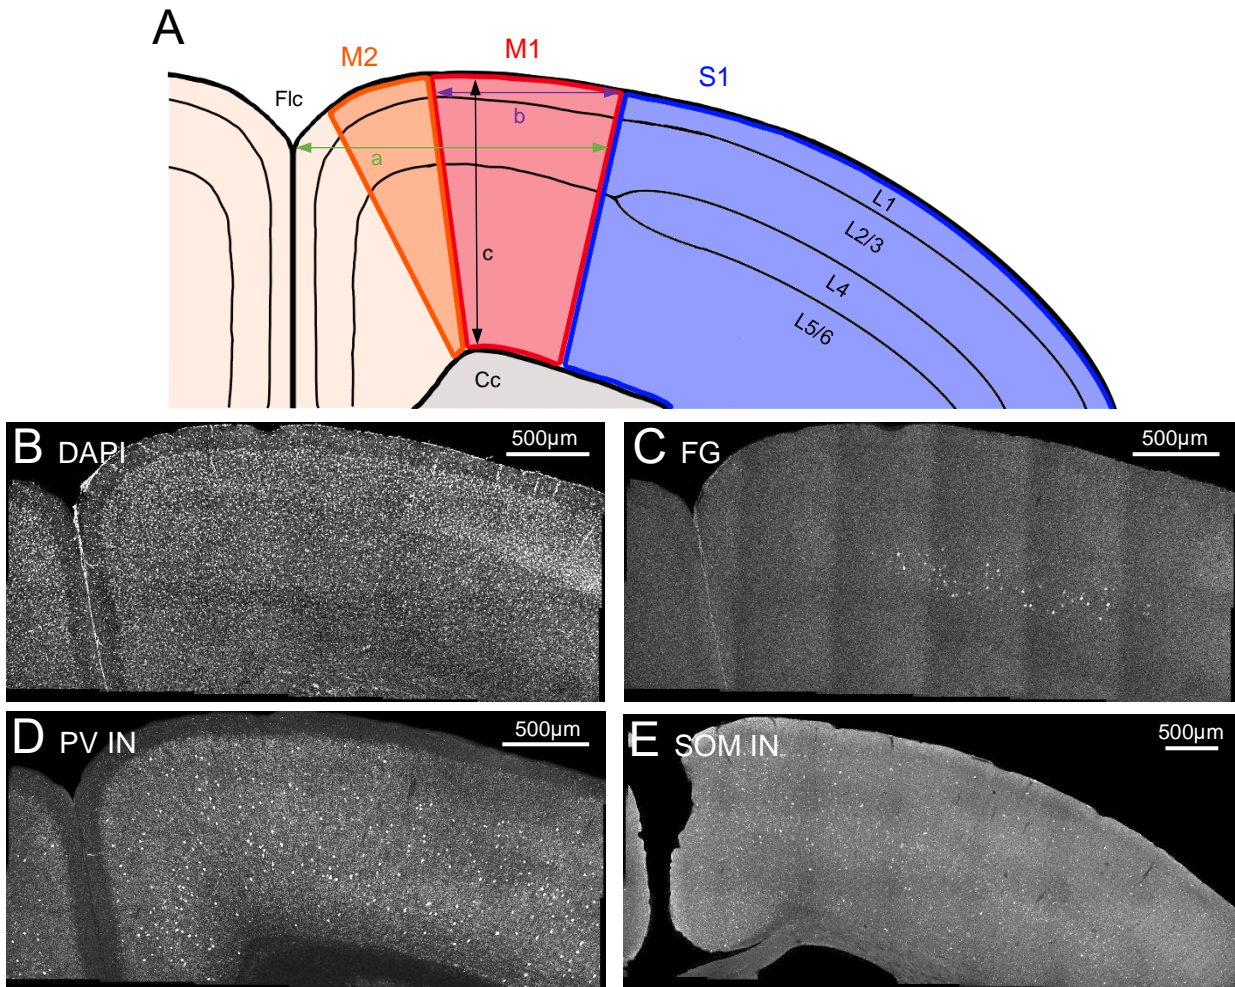 A
M2
M1
S1
Flc
b
a
c
L1
L2/3
L4
L5/6
Cc
B DAPI
500µm
C FG
500µm
D PV IN
500µm
E SOM IN
500µm